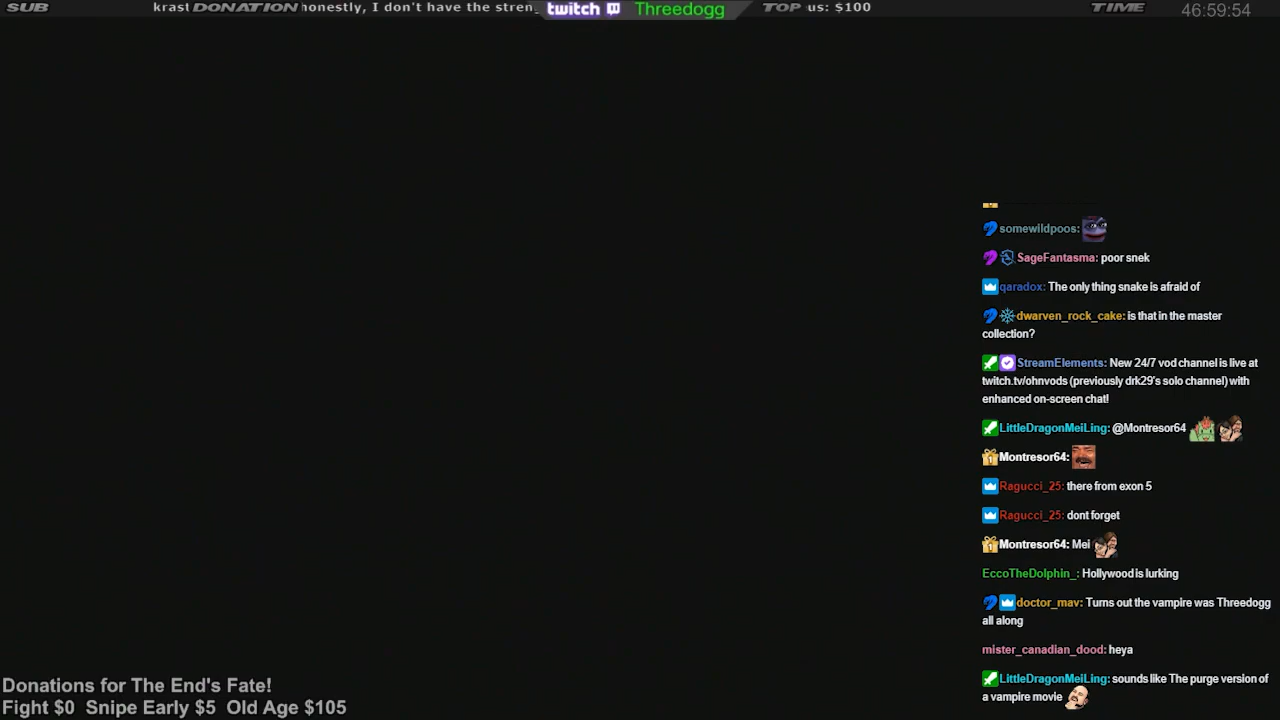 SUB krast DONATION honestly, I don't have the stren twitch Threedogg TOP us: $100 TIME 46:59:54
somewildpoos:
SageFantasma: poor snek
qaradox: The only thing snake is afraid of
dwarven_rock_cake: is that in the master
collection?
StreamElements: New 24/7 vod channel is live at
twitch.tv/ohnvods (previously drk29's solo channel) with
enhanced on-screen chat!
LittleDragonMeiLing: @Montresor64
Montresor64:
Ragucci_25: there from exon 5
Ragucci_25: dont forget
Montresor64: Mei
EccoTheDolphin_: Hollywood is lurking
doctor_mav: Turns out the vampire was Threedogg
all along
mister_canadian_dood: heya
LittleDragonMeiLing: sounds like The purge version of
a vampire movie
Donations for The End's Fate!
Fight $0 Snipe Early $5 Old Age $105